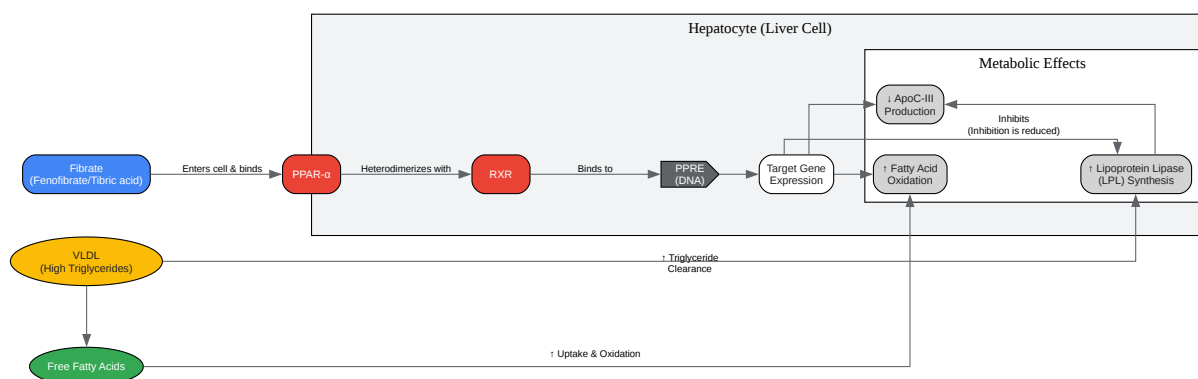 Hepatocyte (Liver Cell)
Metabolic Effects
↓ ApoC-III
Production
Inhibits
(Inhibition is reduced)
Fibrate
(Fenofibrate/Tibric acid)
Enters cell & binds
PPAR-α
Heterodimerizes with
RXR
Binds to
PPRE
(DNA)
Target Gene
Expression
↑ Fatty Acid
Oxidation
↑ Lipoprotein Lipase
(LPL) Synthesis
VLDL
(High Triglycerides)
↑ Triglyceride
Clearance
↑ Uptake & Oxidation
Free Fatty Acids